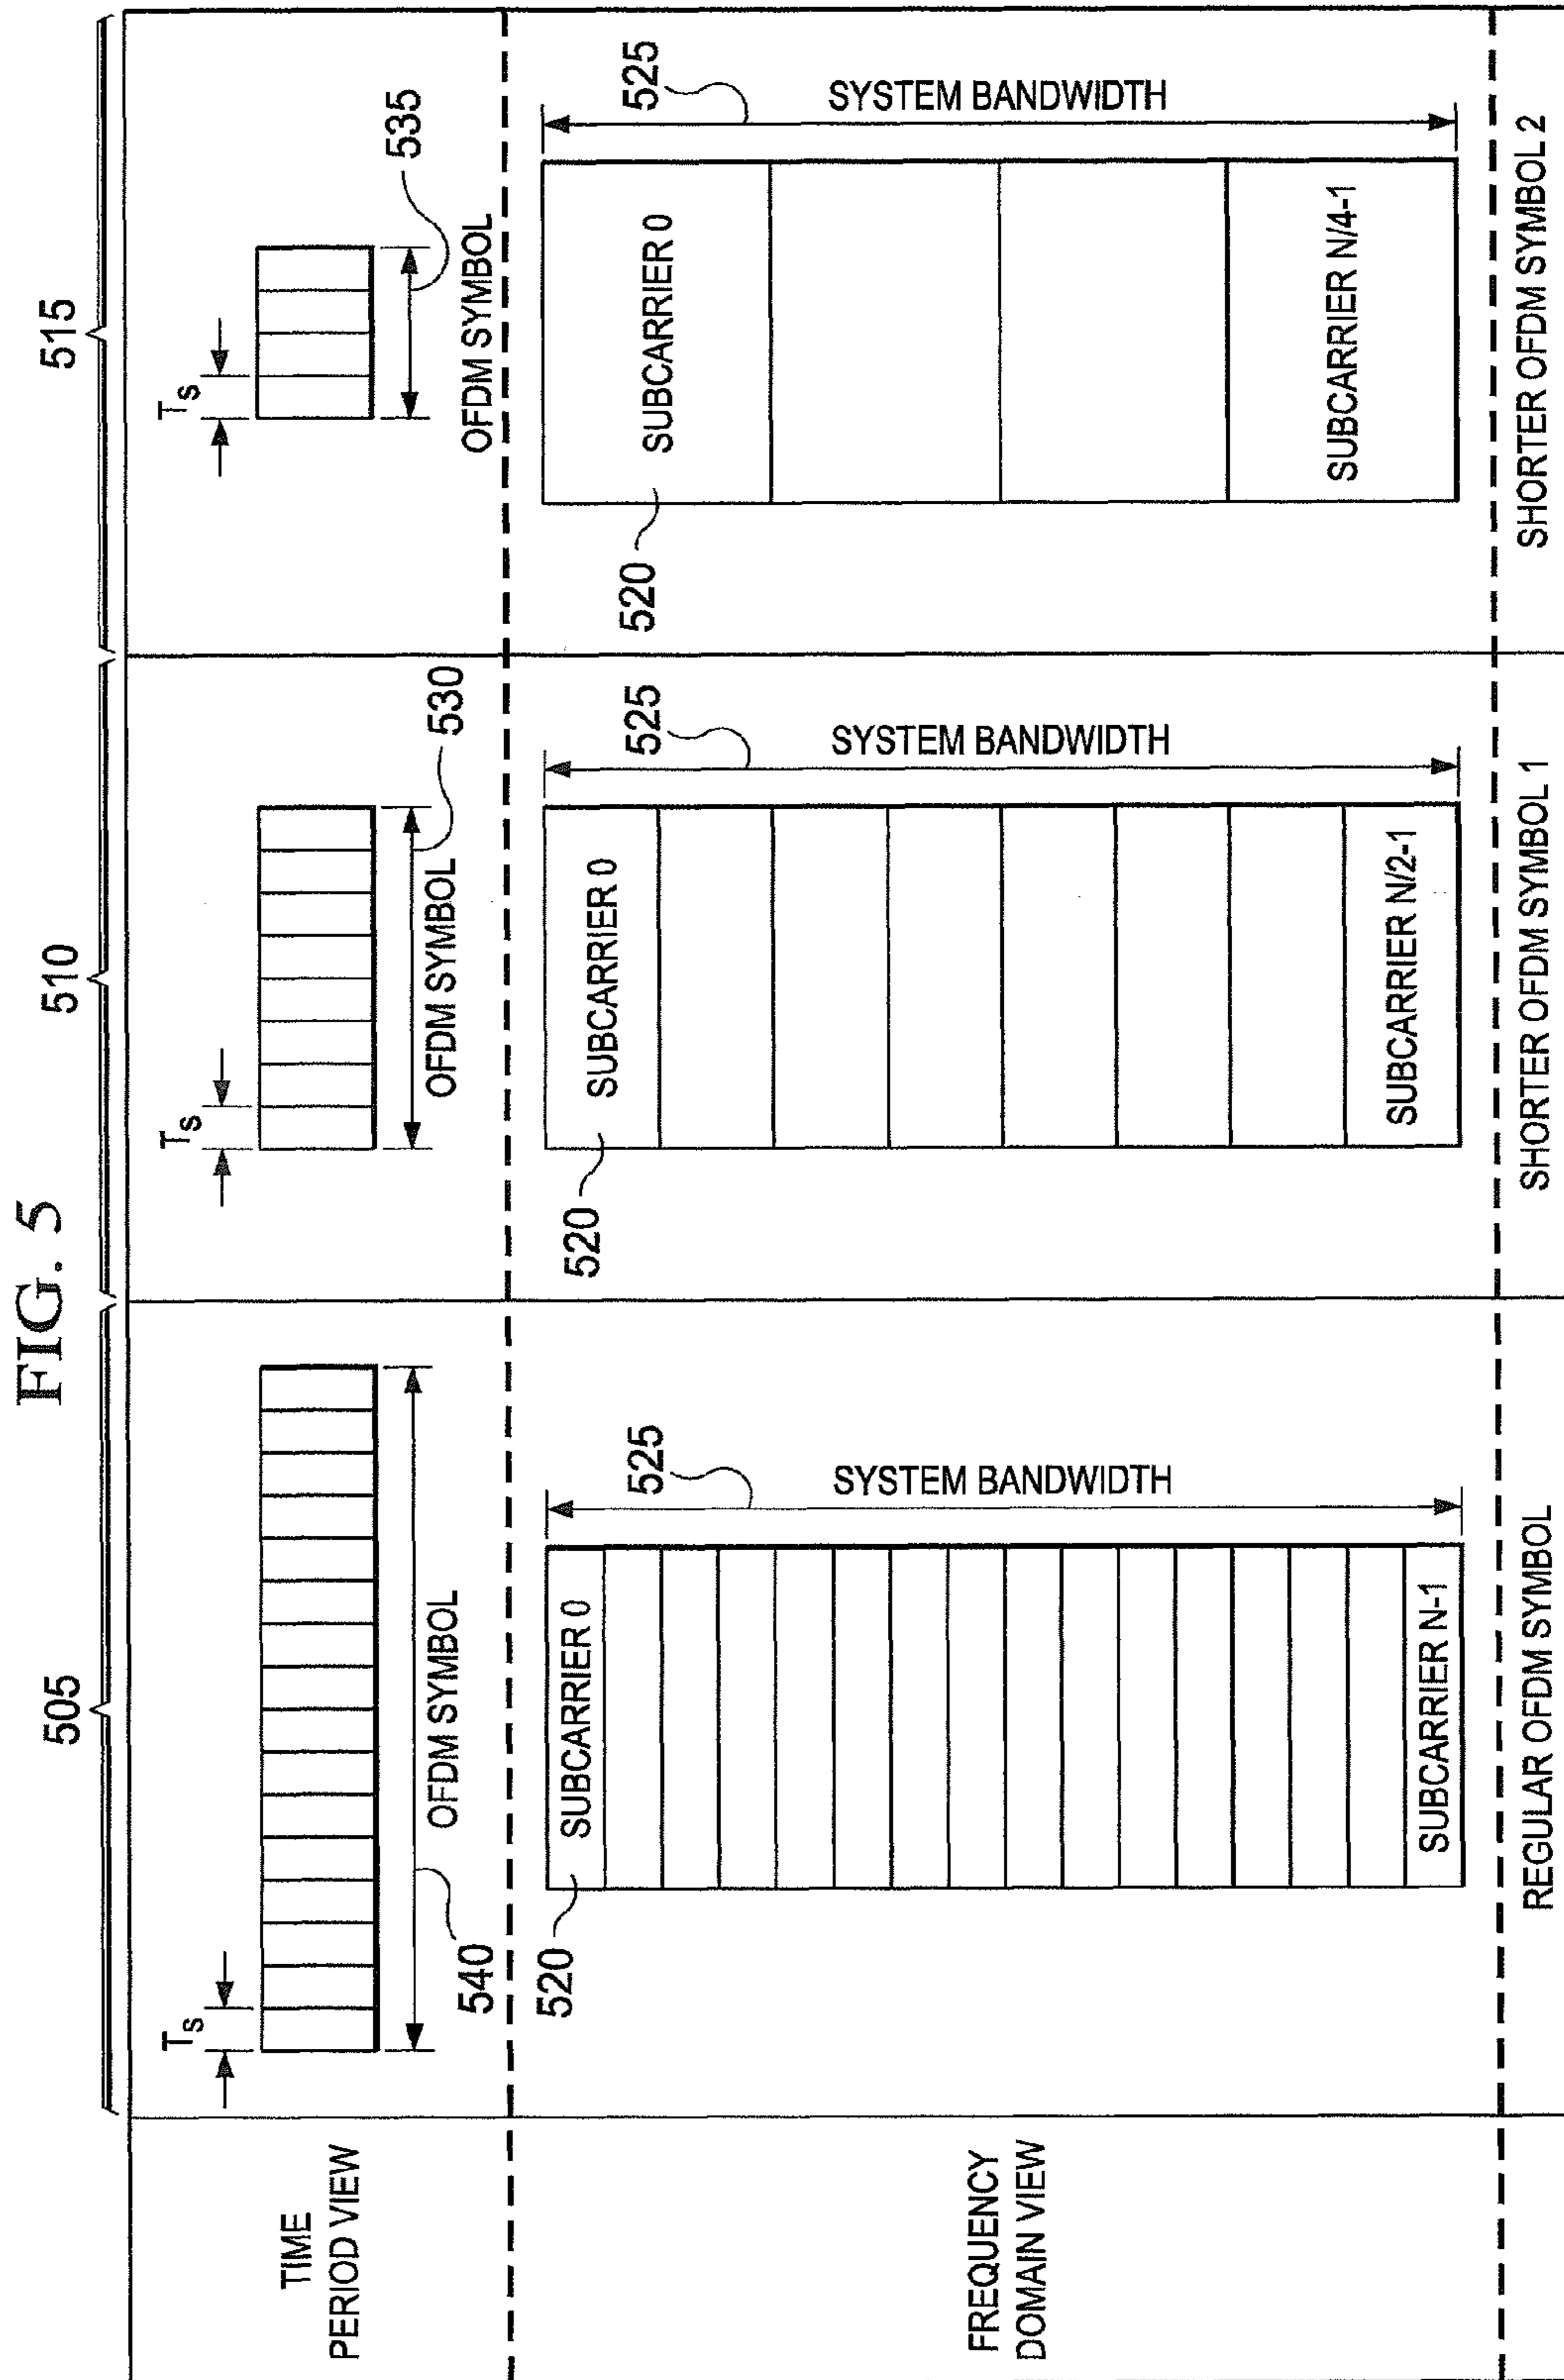 FIG. 5
505
510
515
TIME
PERIOD VIEW
Ts
OFDM SYMBOL
540
Ts
OFDM SYMBOL
530
Ts
OFDM SYMBOL
535
FREQUENCY
DOMAIN VIEW
520
SUBCARRIER 0
SUBCARRIER N-1
525
SYSTEM BANDWIDTH
520
SUBCARRIER 0
SUBCARRIER N/2-1
525
SYSTEM BANDWIDTH
520
SUBCARRIER 0
SUBCARRIER N/4-1
525
SYSTEM BANDWIDTH
REGULAR OFDM SYMBOL
SHORTER OFDM SYMBOL 1
SHORTER OFDM SYMBOL 2